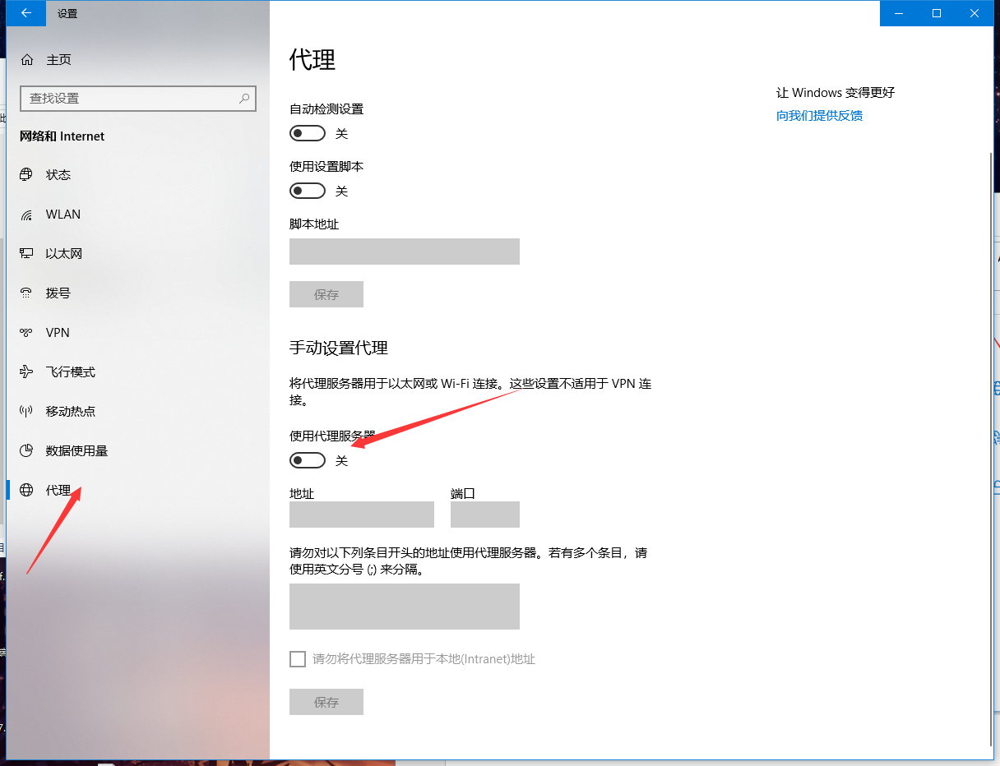 设置
主页
查找设置
网络和 Internet
状态
WLAN
以太网
拨号
VPN
飞行模式
移动热点
数据使用量
代理
代理
自动检测设置
关
使用设置脚本
关
脚本地址
保存
手动设置代理
将代理服务器用于以太网或 Wi-Fi 连接。这些设置不适用于 VPN 连
接。
使用代理服务器
关
地址
端口
请勿对以下列条目开头的地址使用代理服务器。若有多个条目，请
使用英文分号 (;) 来分隔。
请勿将代理服务器用于本地(Intranet)地址
保存
让 Windows 变得更好
向我们提供反馈